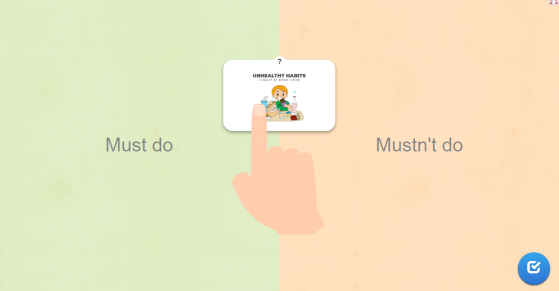 ?
UNHEALTHY HABITS
Must do
Mustn't do